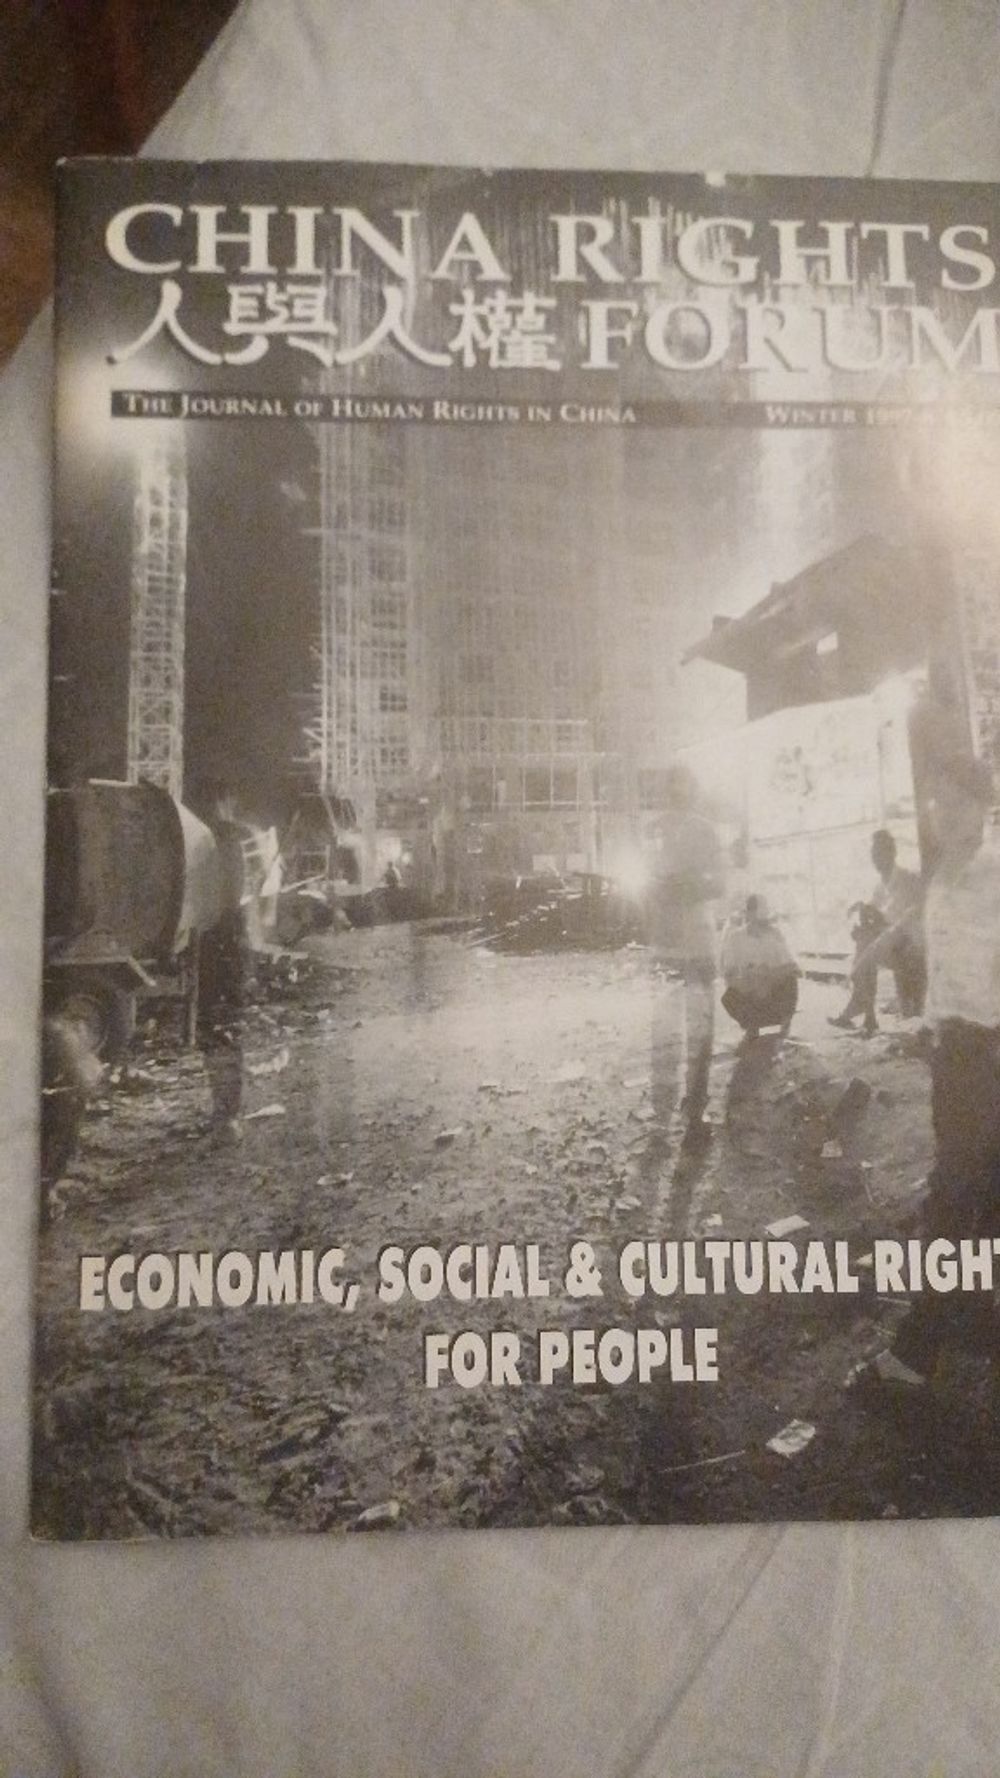 CHINA RIGHTS
人與人權 FORUM
THE JOURNAL OF HUMAN RIGHTS IN CHINA WINTER
ECONOMIC, SOCIAL & CULTURAL RIGHT
FOR PEOPLE